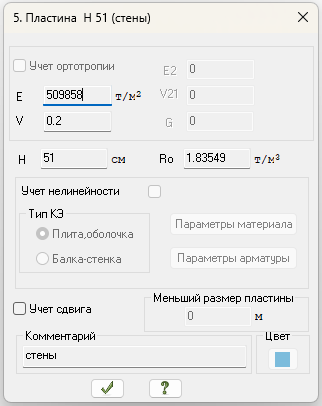 5. Пластина H 51 (стены)
Учет ортотропии
E 509858 т/м²
V 0.2
E2 0
V21 0
G 0
H 51 см Ro 1.83549 т/м³
Учет нелинейности
Тип КЭ
Плита,оболочка
Балка-стенка
Параметры материала
Параметры арматуры
Учет сдвига
Меньший размер пластины
0 м
Комментарий
стены
Цвет
?